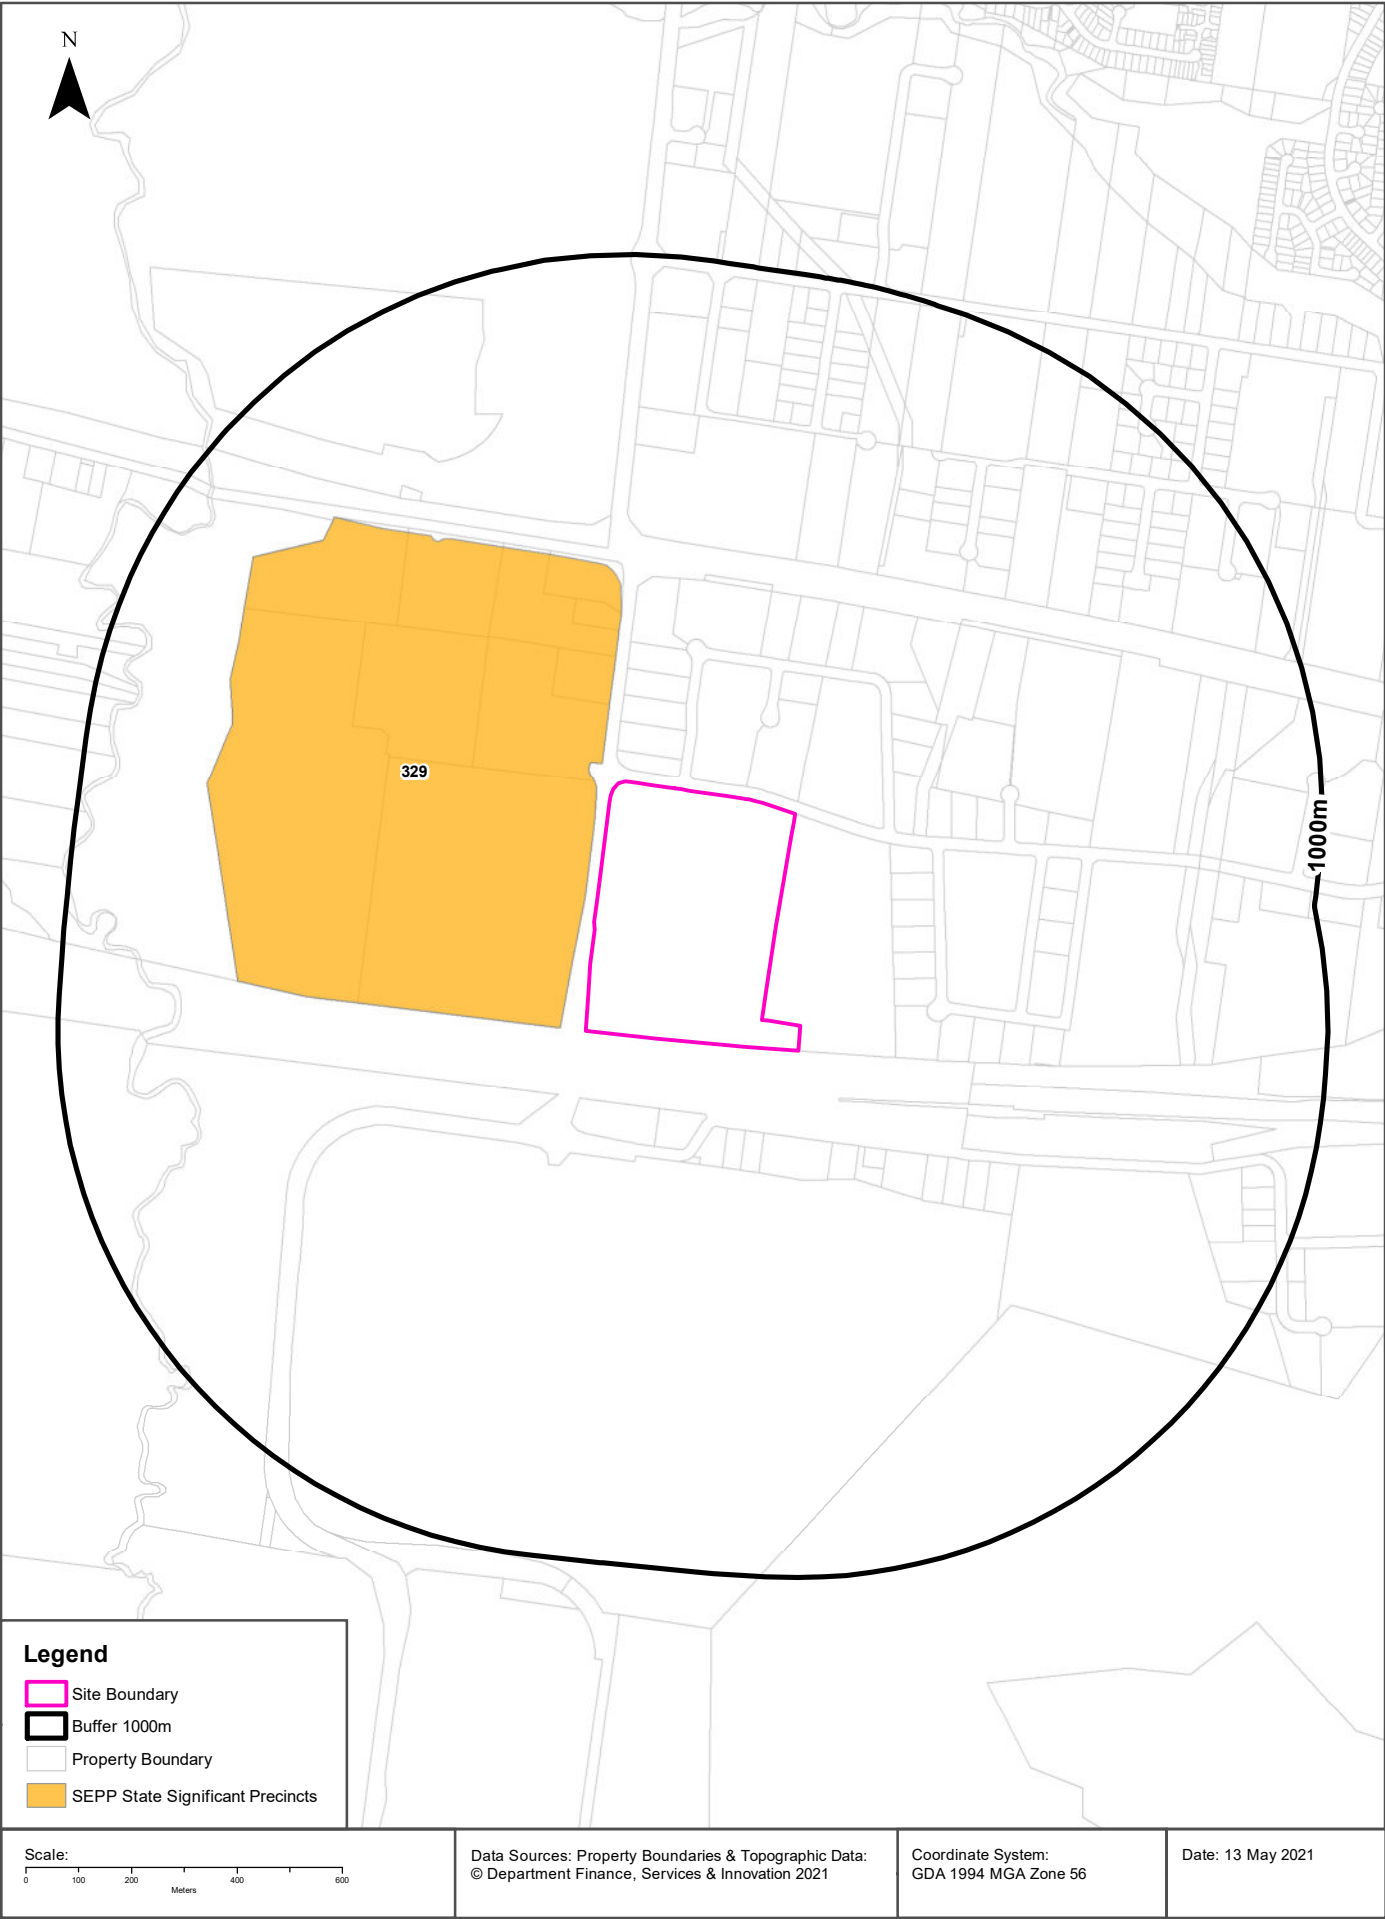 N
329
1000m
Legend
Site Boundary
Buffer 1000m
Property Boundary
SEPP State Significant Precincts
Scale:
0 100 200 400 600
Meters
Data Sources: Property Boundaries & Topographic Data:
© Department Finance, Services & Innovation 2021
Coordinate System:
GDA 1994 MGA Zone 56
Date: 13 May 2021